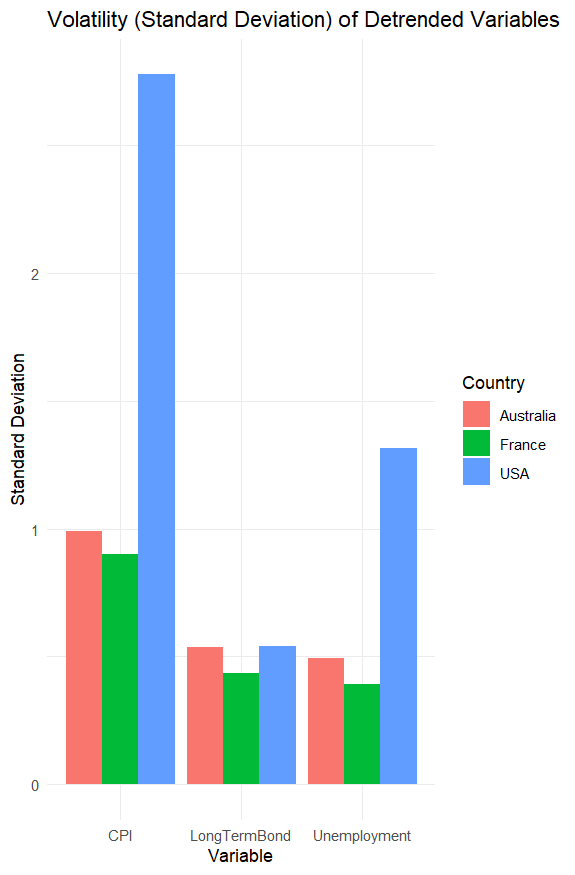 Volatility (Standard Deviation) of Detrended Variables
Standard Deviation
2
1
0
CPI
LongTermBond
Unemployment
Variable
Country
Australia
France
USA